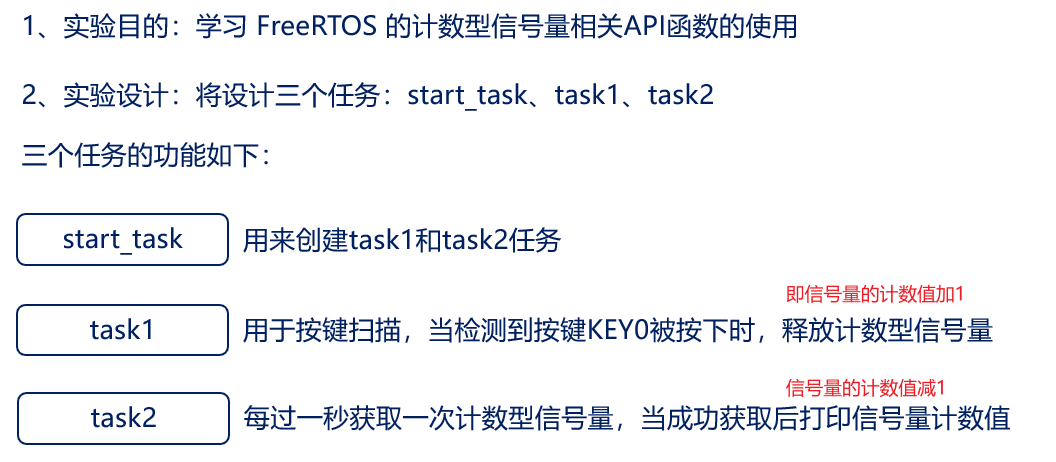 1、实验目的：学习 FreeRTOS 的计数型信号量相关API函数的使用
2、实验设计：将设计三个任务：start_task、task1、task2
三个任务的功能如下：
start_task 用来创建task1和task2任务
即信号量的计数值加1
task1 用于按键扫描，当检测到按键KEY0被按下时，释放计数型信号量
信号量的计数值减1
task2 每过一秒获取一次计数型信号量，当成功获取后打印信号量计数值